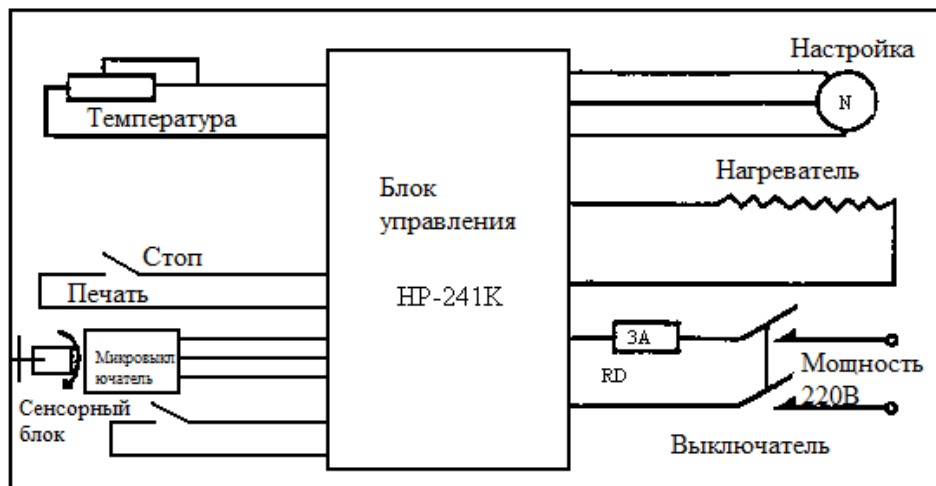 Температура
Стоп
Печать
Микровыкл
ючатель
Сенсорный
блок
Блок
управления
HP-241K
Настройка
N
Нагреватель
3A
RD
Мощность
220В
Выключатель